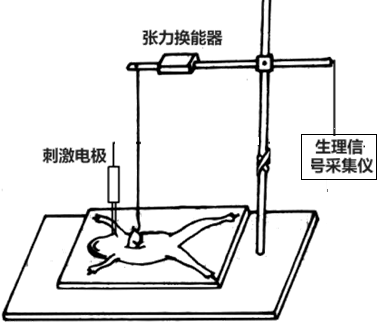 张力换能器
刺激电极
生理信
号采集仪